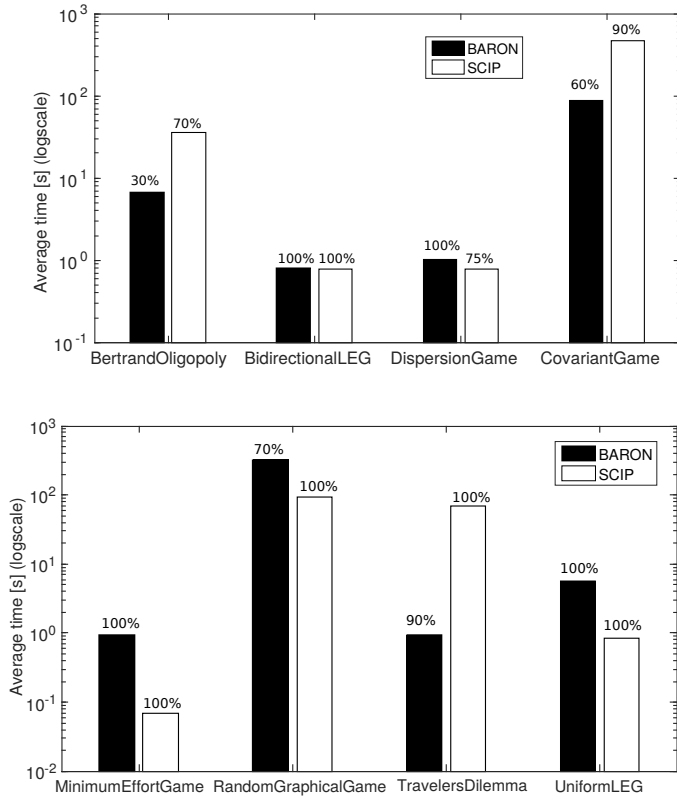 10^3
10^2
10^1
10^0
10^-1
Average time [s] (logscale)
BARON
SCIP
30%
70%
100%
100%
100%
75%
60%
90%
BertrandOligopoly
BidirectionalLEG
DispersionGame
CovariantGame
10^3
10^2
10^1
10^0
10^-1
10^-2
Average time [s] (logscale)
BARON
SCIP
100%
100%
70%
100%
90%
100%
100%
100%
MinimumEffortGame
RandomGraphicalGame
TravelersDilemma
UniformLEG